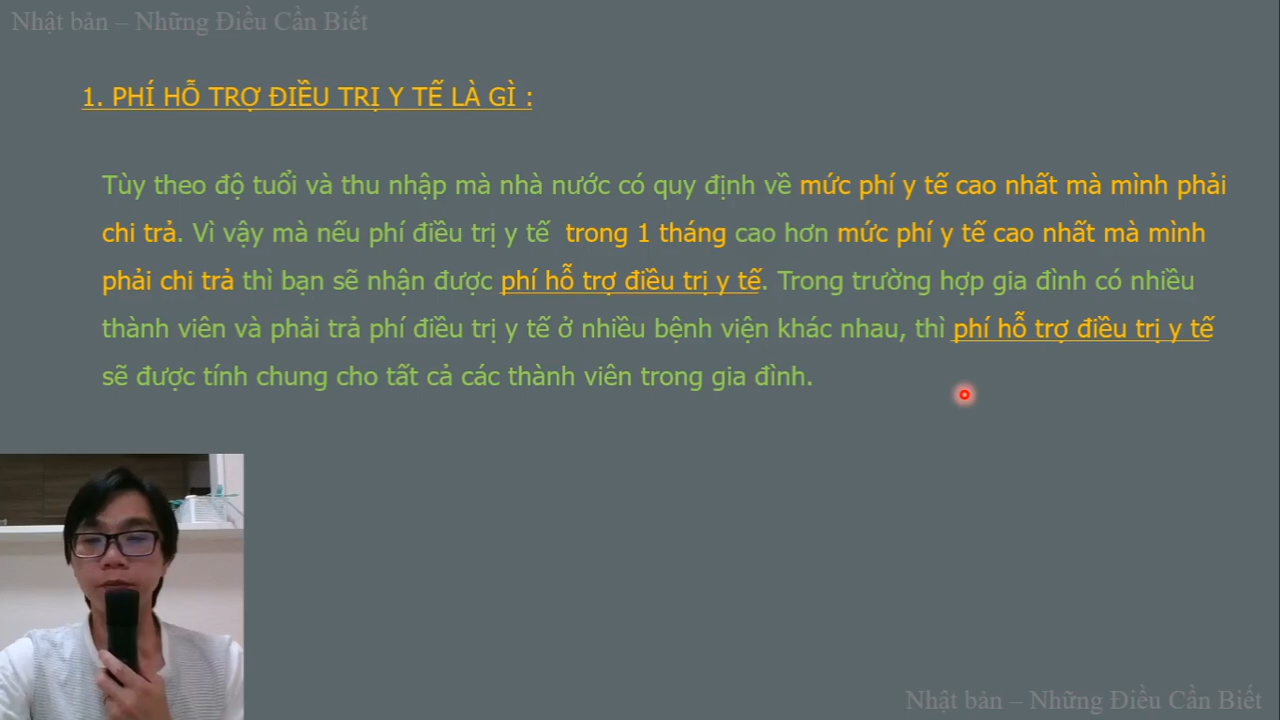 Nhật bản – Những Điều Cần Biết
1. PHÍ HỖ TRỢ ĐIỀU TRỊ Y TẾ LÀ GÌ :
Tùy theo độ tuổi và thu nhập mà nhà nước có quy định về mức phí y tế cao nhất mà mình phải
chi trả. Vì vậy mà nếu phí điều trị y tế trong 1 tháng cao hơn mức phí y tế cao nhất mà mình
phải chi trả thì bạn sẽ nhận được phí hỗ trợ điều trị y tế. Trong trường hợp gia đình có nhiều
thành viên và phải trả phí điều trị y tế ở nhiều bệnh viện khác nhau, thì phí hỗ trợ điều trị y tế
sẽ được tính chung cho tất cả các thành viên trong gia đình.
Nhật bản – Những Điều Cần Biết